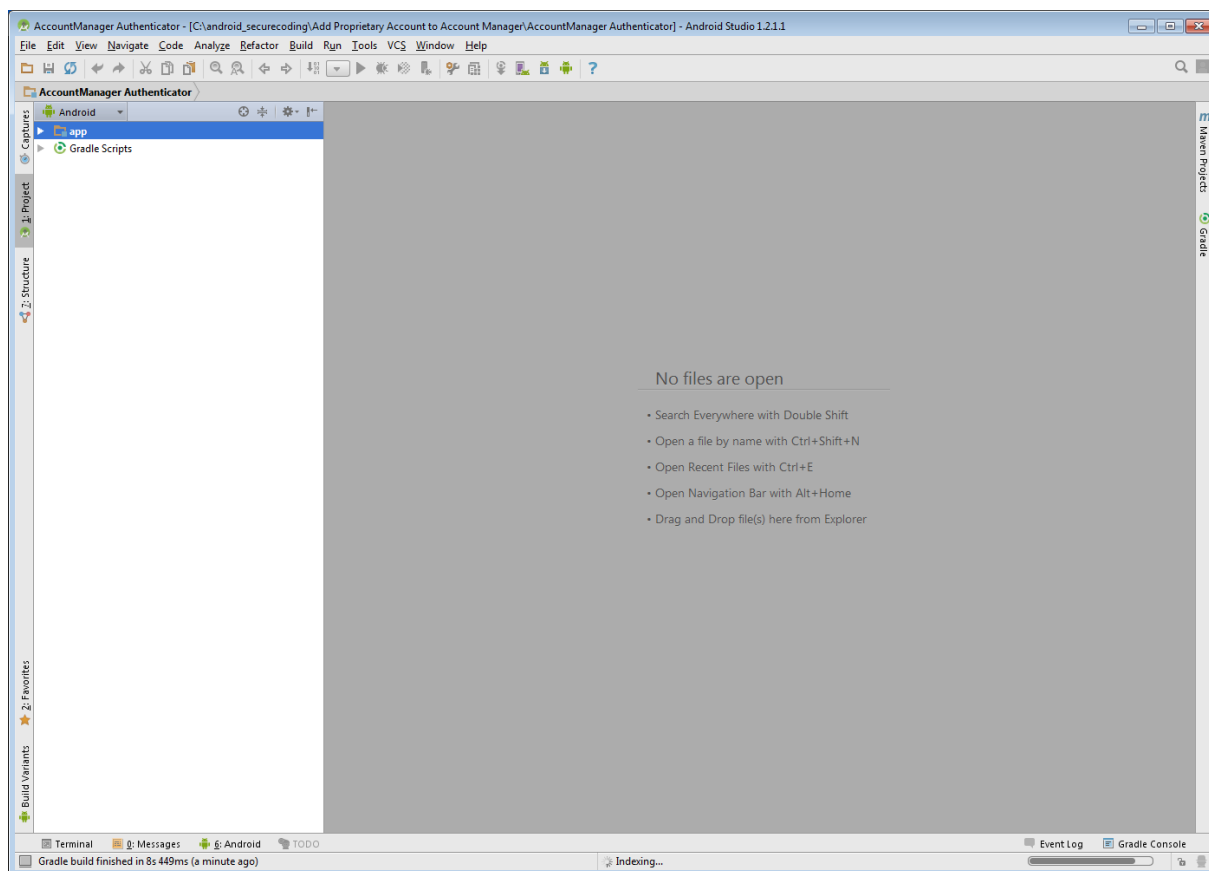 AccountManager Authenticator - [C:\android_securecoding\Add Proprietary Account to Account Manager\AccountManager Authenticator] - Android Studio 1.2.1.1
File Edit View Navigate Code Analyze Refactor Build Run Tools VCS Window Help
AccountManager Authenticator
Android
app
Gradle Scripts
Captures
1: Project
7: Structure
2: Favorites
Build Variants
No files are open
• Search Everywhere with Double Shift
• Open a file by name with Ctrl+Shift+N
• Open Recent Files with Ctrl+E
• Open Navigation Bar with Alt+Home
• Drag and Drop file(s) here from Explorer
Maven Projects
Gradle
Terminal 0: Messages 6: Android TODO Event Log Gradle Console
Gradle build finished in 8s 449ms (a minute ago) Indexing...